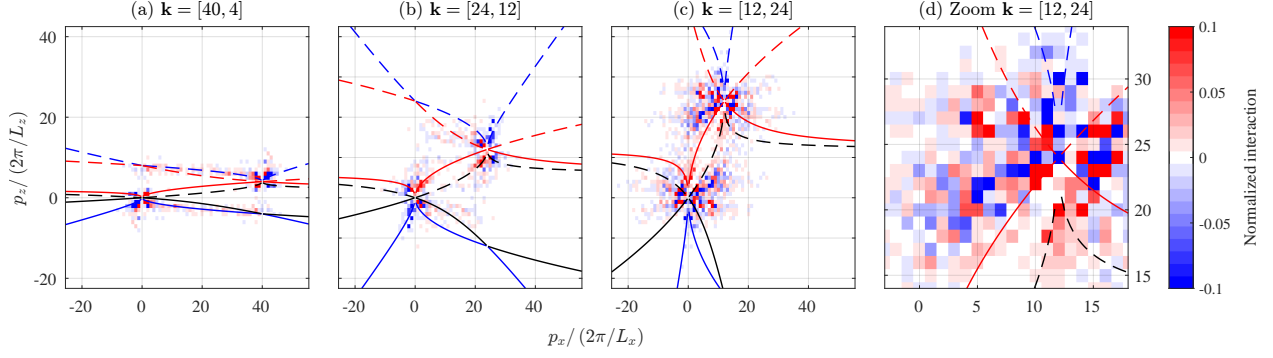 (a) k = [40, 4]
(b) k = [24, 12]
(c) k = [12, 24]
(d) Zoom k = [12, 24]
p_z / (2π/L_z)
40
20
0
-20
-20 0 20 40
-20 0 20 40
-20 0 20 40
0 5 10 15
30
25
20
15
p_x / (2π/L_x)
0.1
0.05
0
-0.05
-0.1
Normalized interaction